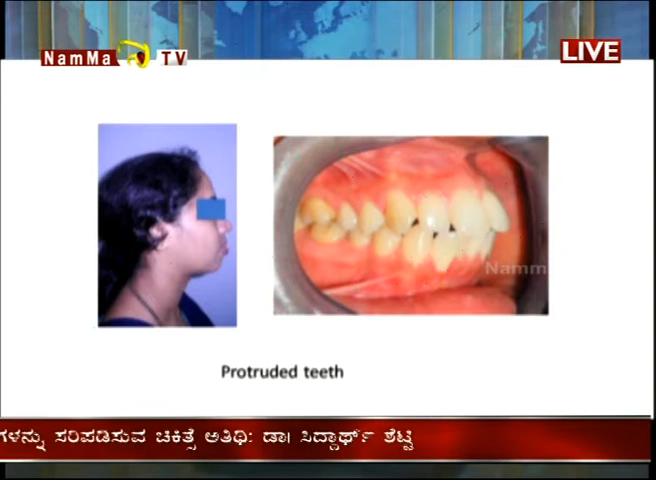 NamMa TV
LIVE
Namm
Protruded teeth
ಗಳನ್ನು ಸರಿಪಡಿಸುವ ಚಿಕಿತ್ಸೆ ಅತಿಥಿ: ಡಾ। ಸಿದ್ದಾರ್ಥ್ ಶೆಟ್ಟಿ